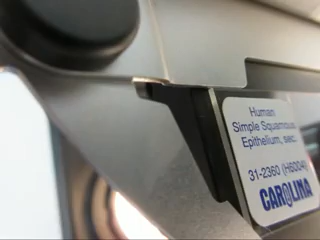 Human
Simple Squamous
Epithelium, sec.
31-2360 (H6004)
CAROLINA